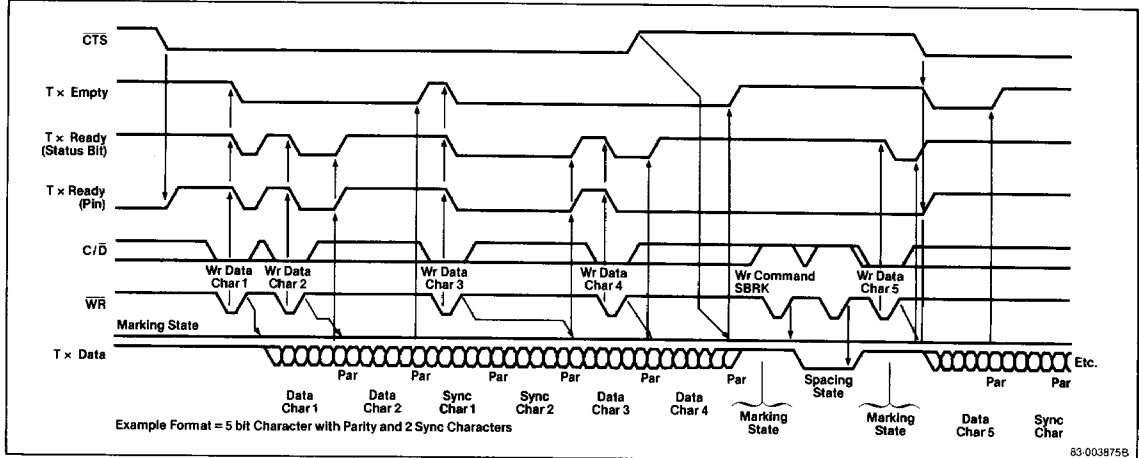 CTS
T × Empty
T × Ready
(Status Bit)
T × Ready
(Pin)
C/D
Wr Data
Char 1
Wr Data
Char 2
Wr Data
Char 3
Wr Data
Char 4
Wr Command
SBRK
Wr Data
Char 5
WR
Marking State
T × Data
Etc.
Par
Par
Par
Par
Par
Par
Par
Par
Data
Char 1
Data
Char 2
Sync
Char 1
Sync
Char 2
Data
Char 3
Data
Char 4
Marking
State
Spacing
State
Marking
State
Data
Char 5
Sync
Char
Example Format = 5 bit Character with Parity and 2 Sync Characters
83-003875B